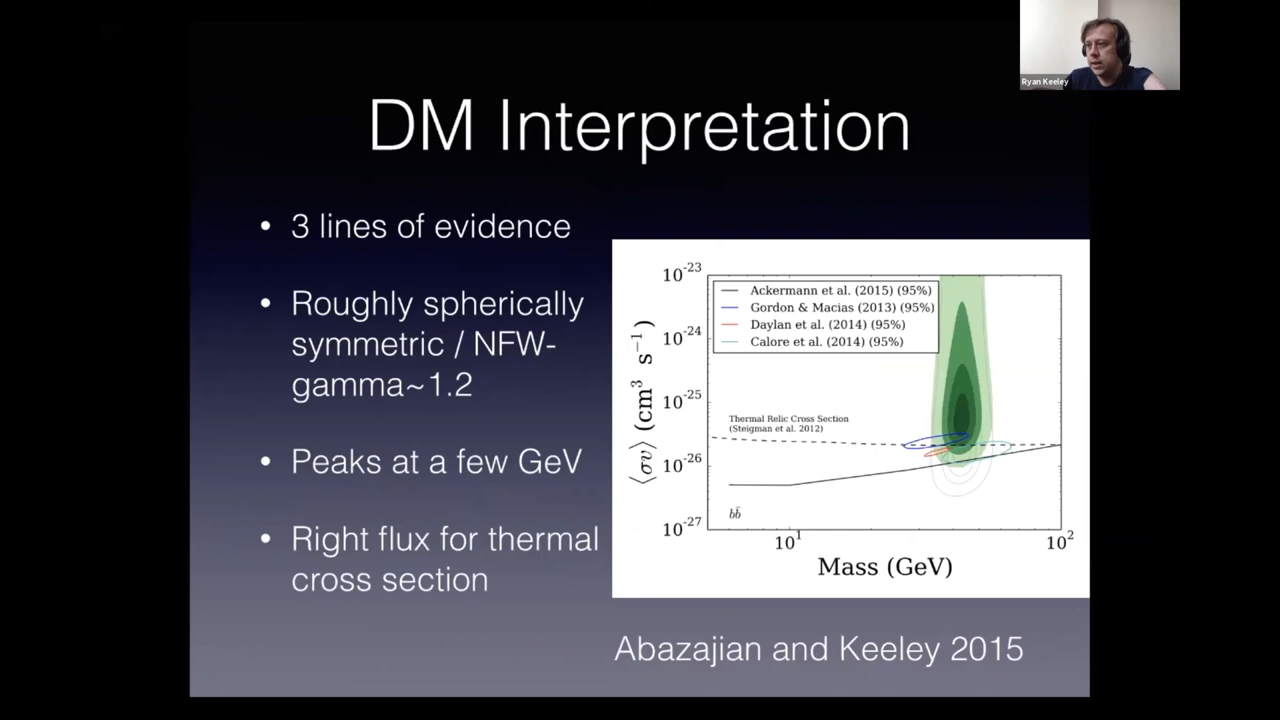 Ryan Keeley
DM Interpretation
• 3 lines of evidence
• Roughly spherically
symmetric / NFW-
gamma~1.2
• Peaks at a few GeV
• Right flux for thermal
cross section
10⁻²³
10⁻²⁴
10⁻²⁵
10⁻²⁶
10⁻²⁷
⟨σv⟩ (cm³ s⁻¹)
Ackermann et al. (2015) (95%)
Gordon & Macias (2013) (95%)
Daylan et al. (2014) (95%)
Calore et al. (2014) (95%)
Thermal Relic Cross Section
(Steigman et al. 2012)
bb̄
10¹
10²
Mass (GeV)
Abazajian and Keeley 2015